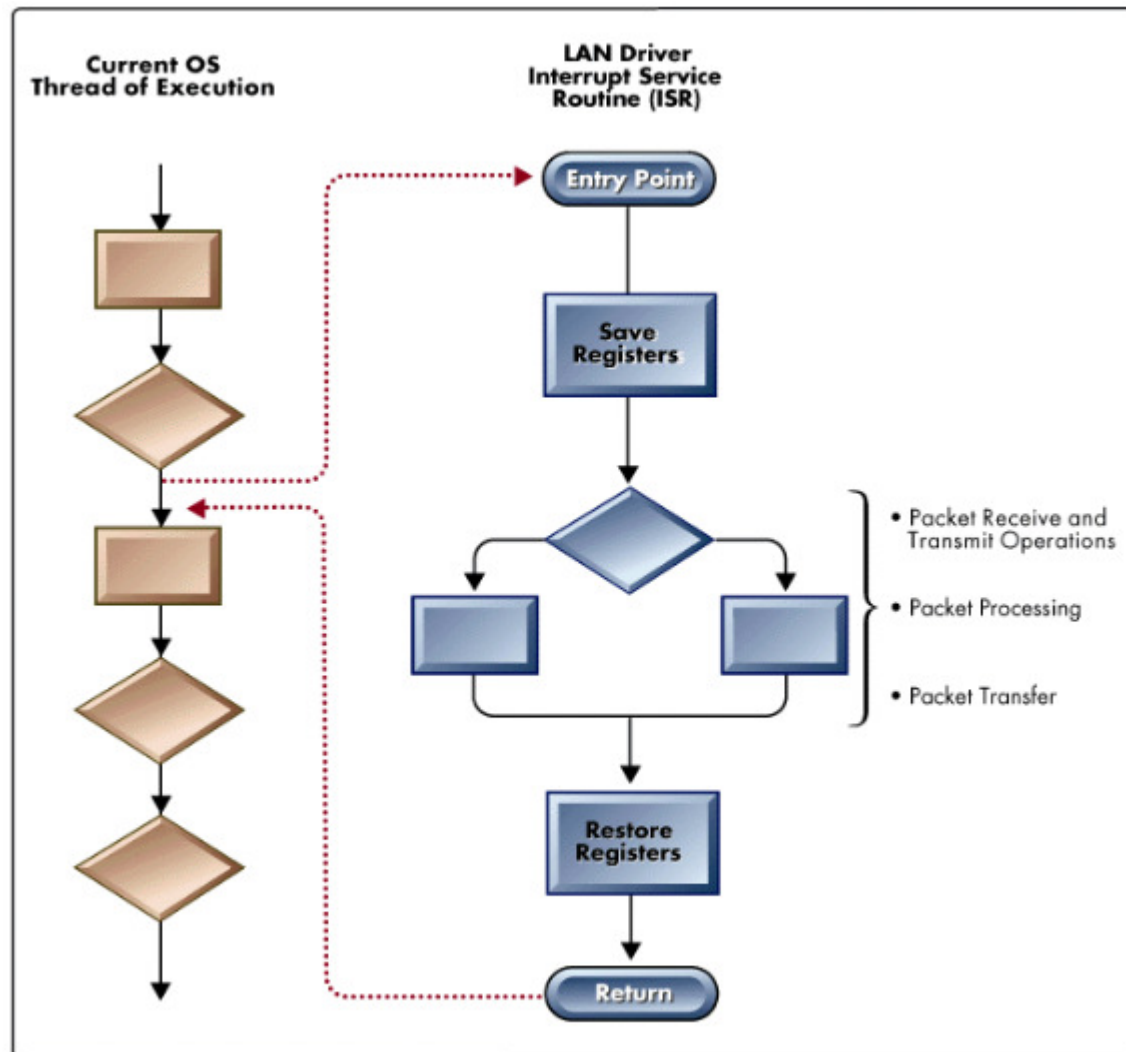 Current OS
Thread of Execution
LAN Driver
Interrupt Service
Routine (ISR)
Entry Point
Save
Registers
• Packet Receive and
Transmit Operations
• Packet Processing
• Packet Transfer
Restore
Registers
Return